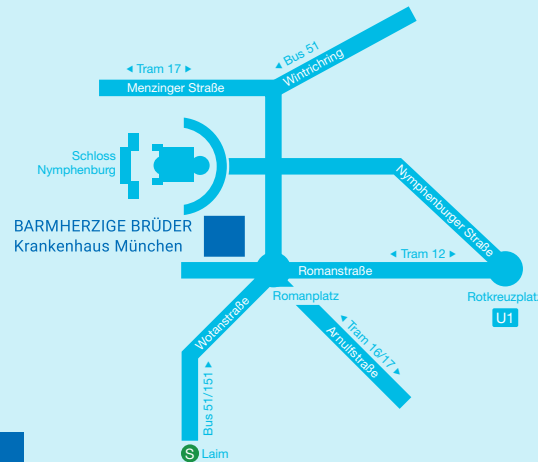 ◄ Bus 51
Wintrichring
◄ Tram 17 ►
Menzinger Straße
Schloss
Nymphenburg
Nymphenburger Straße
BARMHERZIGE BRÜDER
Krankenhaus München
◄ Tram 12 ►
Romanstraße
Romanplatz
Rotkreuzplatz
U1
Wotanstraße
◄ Tram 16/17 ►
Arnulfstraße
Bus 51/151 ►
S Laim